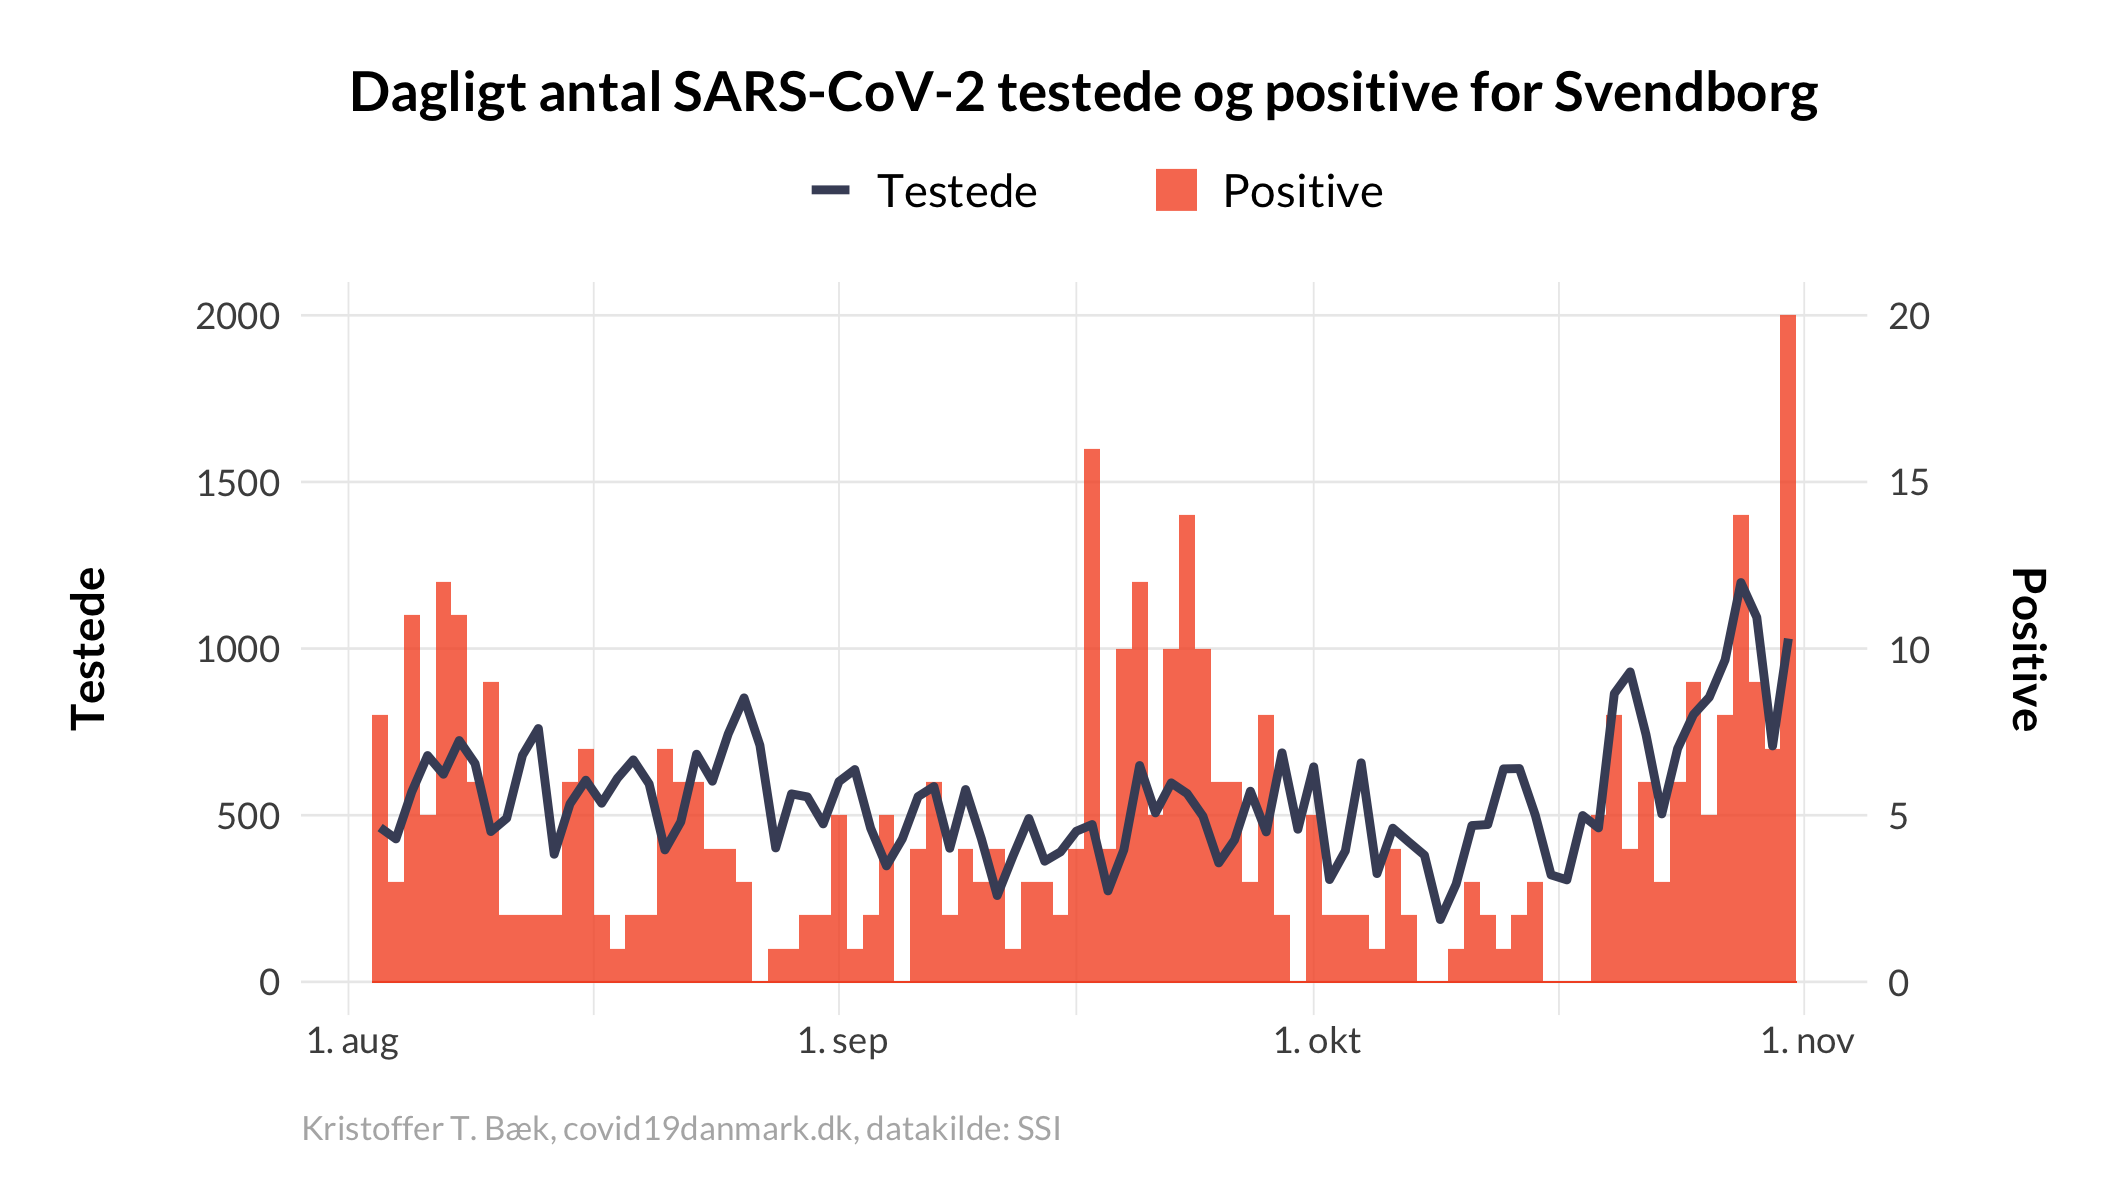 Dagligt antal SARS-CoV-2 testede og positive for Svendborg
Testede Positive
2000 20
1500 15
1000 10
500 5
0 0
Testede
Positive
1. aug 1. sep 1. okt 1. nov
Kristoffer T. Bæk, covid19danmark.dk, datakilde: SSI